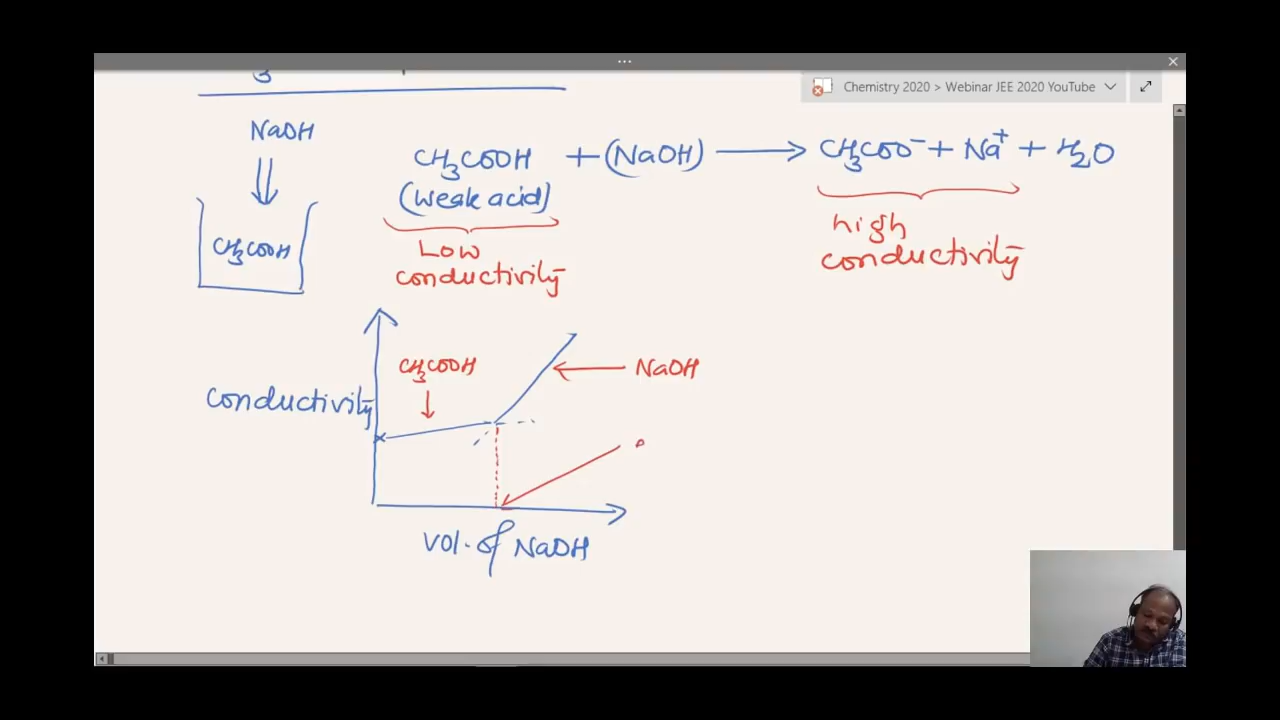 Chemistry 2020 > Webinar JEE 2020 YouTube
NaOH
CH₃COOH + (NaOH) ⟶ CH₃COO⁻ + Na⁺ + H₂O
(weak acid)
CH₃COOH
Low
conductivity
high
conductivity
CH₃COOH
NaOH
conductivity
vol. of NaOH